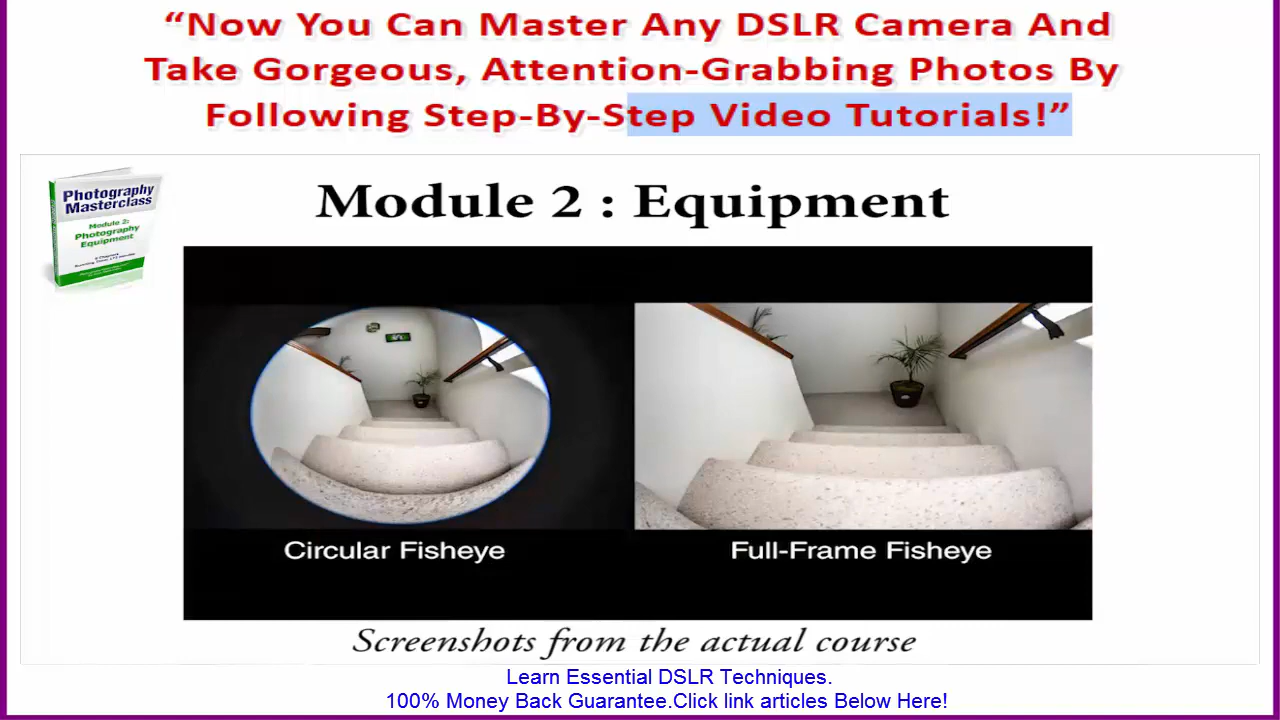 “Now You Can Master Any DSLR Camera And
Take Gorgeous, Attention-Grabbing Photos By
Following Step-By-Step Video Tutorials!”
Photography
Masterclass
Module 2:
Photography
Equipment
Module 2 : Equipment
Circular Fisheye
Full-Frame Fisheye
Screenshots from the actual course
Learn Essential DSLR Techniques.
100% Money Back Guarantee.Click link articles Below Here!